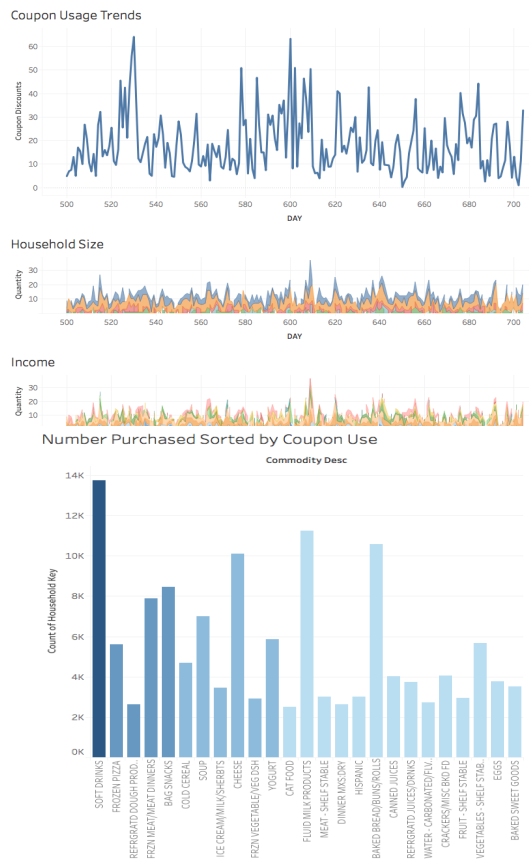 Coupon Usage Trends
60
50
40
30
20
10
0
Coupon Discounts
500 520 540 560 580 600 620 640 660 680 700
DAY
Household Size
30
20
10
Quantity
500 520 540 560 580 600 620 640 660 680 700
DAY
Income
30
20
10
Quantity
Number Purchased Sorted by Coupon Use
Commodity Desc
14K
12K
10K
8K
6K
4K
2K
0K
Count of Household Key
SOFT DRINKS
FROZEN PIZZA
REFRGRATD DOUGH PROD..
FRZN MEAT/MEAT DINNERS
BAG SNACKS
COLD CEREAL
SOUP
ICE CREAM/MILK/SHERBTS
CHEESE
FRZN VEGETABLE/VEG DSH
YOGURT
CAT FOOD
FLUID MILK PRODUCTS
MEAT - SHELF STABLE
DINNER MXS:DRY
HISPANIC
BAKED BREAD/BUNS/ROLLS
CANNED JUICES
REFRGRATD JUICES/DRNKS
WATER - CARBONATED/FLV..
CRACKERS/MISC BKD FD
FRUIT - SHELF STABLE
VEGETABLES - SHELF STAB..
EGGS
BAKED SWEET GOODS